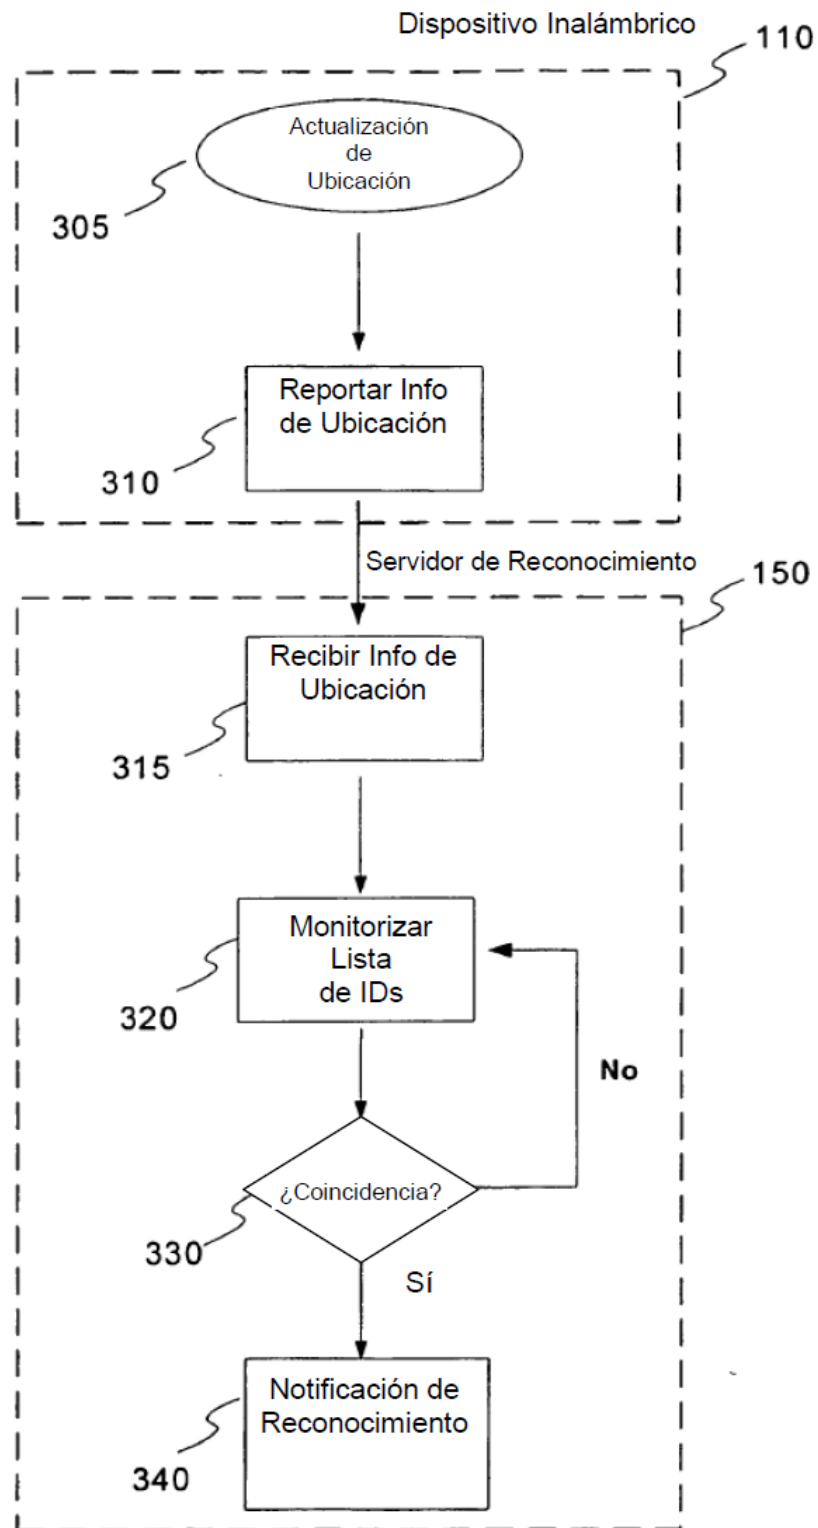 Dispositivo Inalámbrico
110
Actualización
de
Ubicación
305
Reportar Info
de Ubicación
310
Servidor de Reconocimiento
150
Recibir Info de
Ubicación
315
Monitorizar
Lista
de IDs
320
No
¿Coincidencia?
330
Sí
Notificación de
Reconocimiento
340